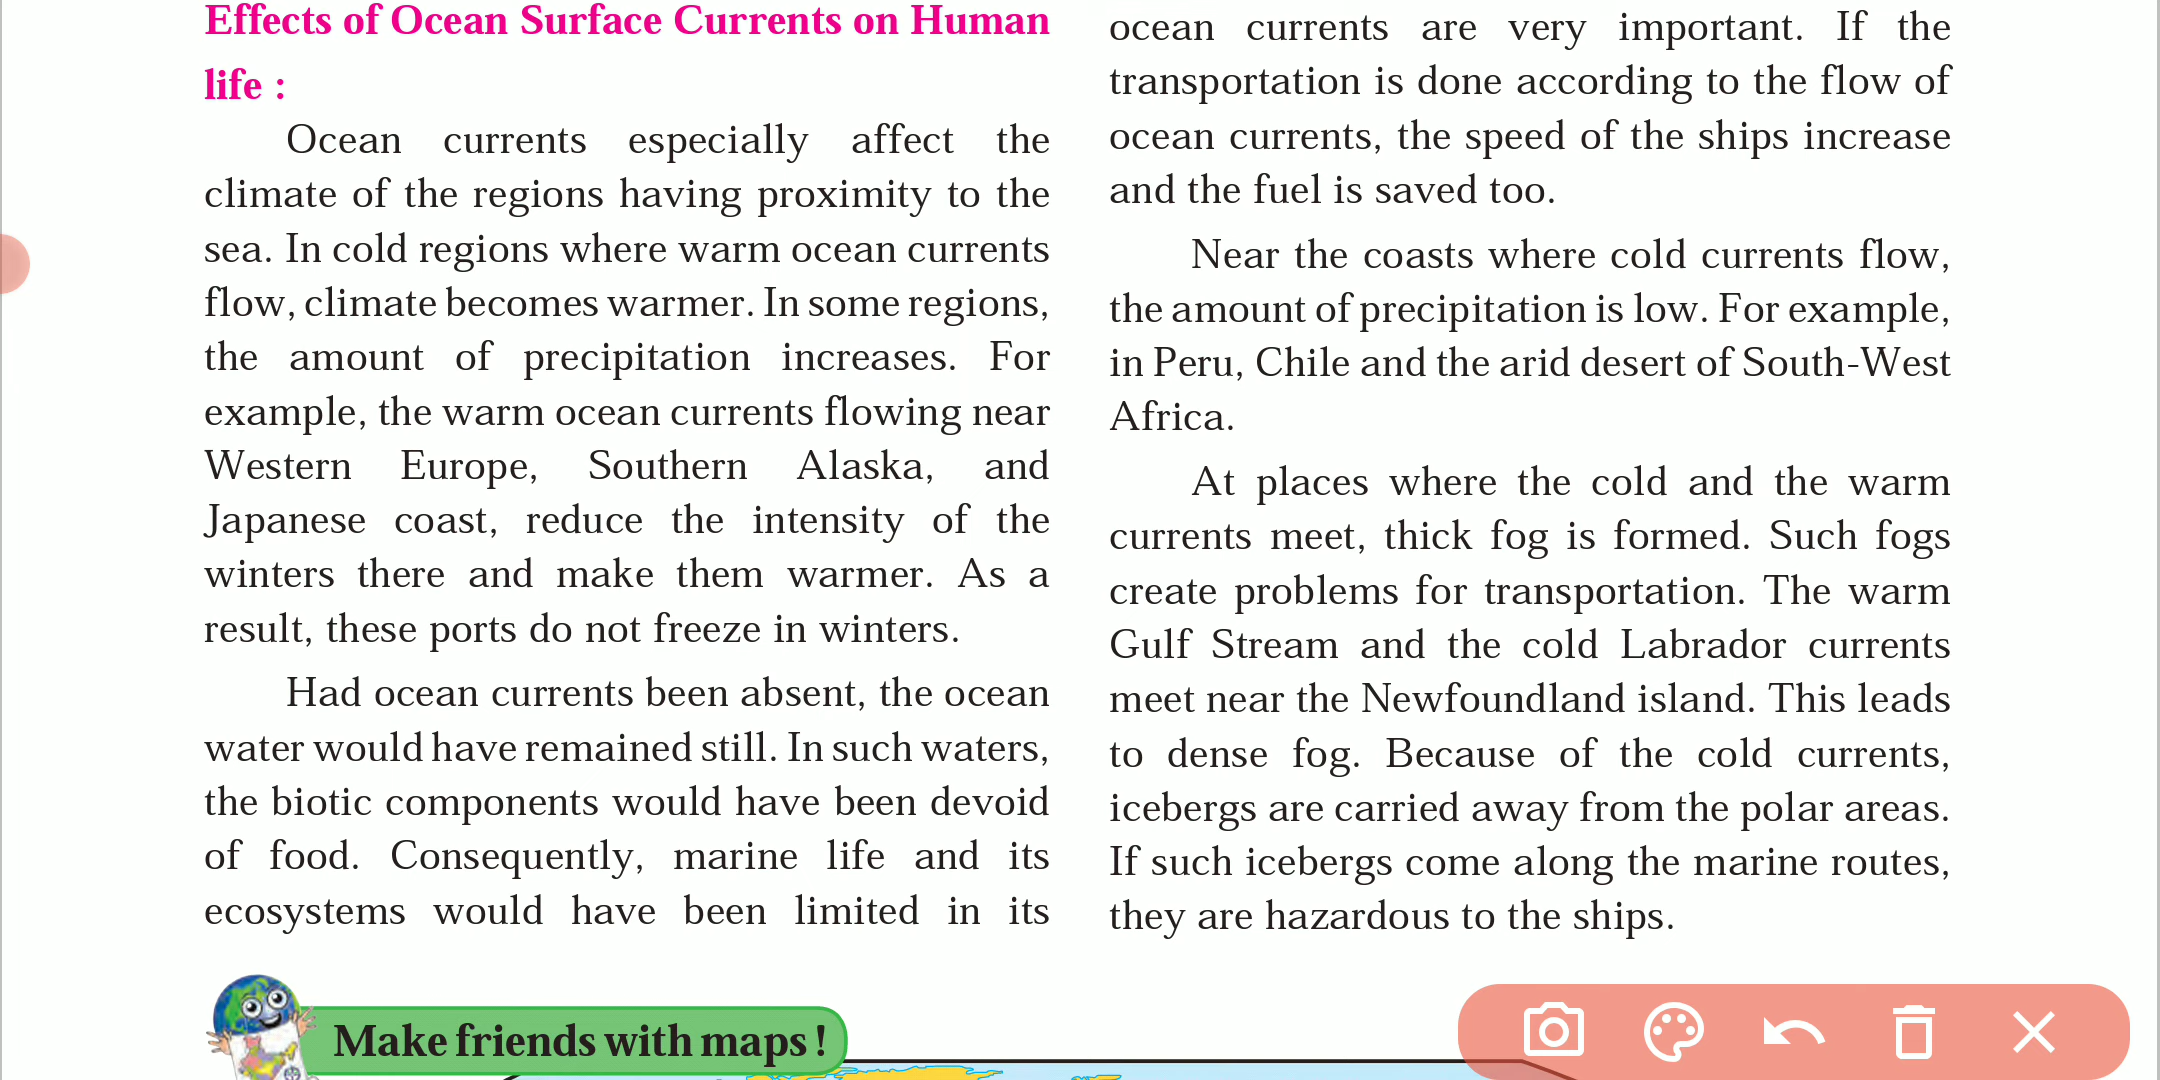 Effects of Ocean Surface Currents on Human
life :
Ocean currents especially affect the
climate of the regions having proximity to the
sea. In cold regions where warm ocean currents
flow, climate becomes warmer. In some regions,
the amount of precipitation increases. For
example, the warm ocean currents flowing near
Western Europe, Southern Alaska, and
Japanese coast, reduce the intensity of the
winters there and make them warmer. As a
result, these ports do not freeze in winters.
Had ocean currents been absent, the ocean
water would have remained still. In such waters,
the biotic components would have been devoid
of food. Consequently, marine life and its
ecosystems would have been limited in its
ocean currents are very important. If the
transportation is done according to the flow of
ocean currents, the speed of the ships increase
and the fuel is saved too.
Near the coasts where cold currents flow,
the amount of precipitation is low. For example,
in Peru, Chile and the arid desert of South-West
Africa.
At places where the cold and the warm
currents meet, thick fog is formed. Such fogs
create problems for transportation. The warm
Gulf Stream and the cold Labrador currents
meet near the Newfoundland island. This leads
to dense fog. Because of the cold currents,
icebergs are carried away from the polar areas.
If such icebergs come along the marine routes,
they are hazardous to the ships.
Make friends with maps !